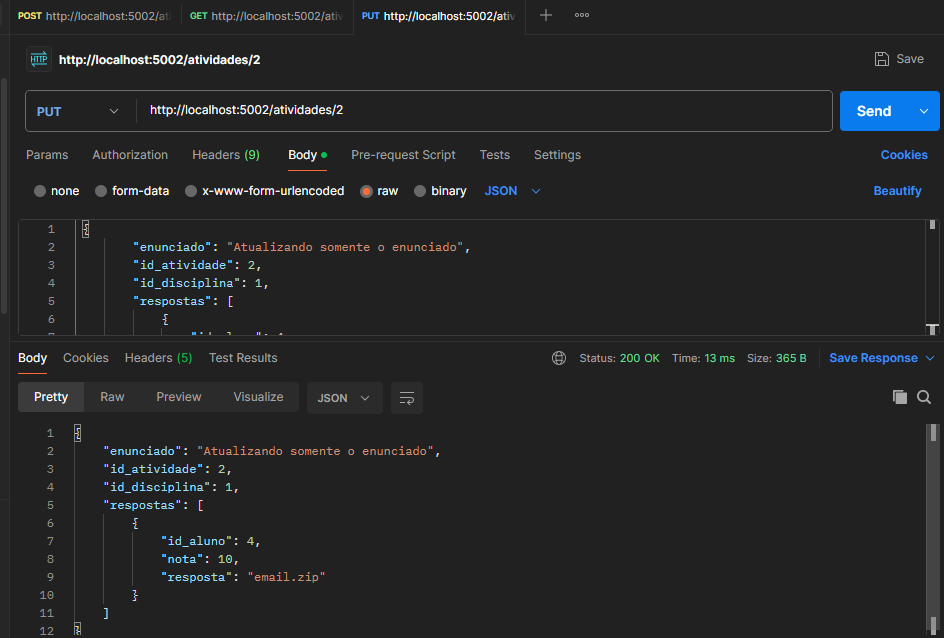 POST http://localhost:5002/ati GET http://localhost:5002/ativ PUT http://localhost:5002/ativ
HTTP http://localhost:5002/atividades/2 Save
PUT http://localhost:5002/atividades/2 Send
Params Authorization Headers (9) Body Pre-request Script Tests Settings Cookies
none form-data x-www-form-urlencoded raw binary JSON Beautify
1 {
2 "enunciado": "Atualizando somente o enunciado",
3 "id_atividade": 2,
4 "id_disciplina": 1,
5 "respostas": [
6 {
Body Cookies Headers (5) Test Results Status: 200 OK Time: 13 ms Size: 365 B Save Response
Pretty Raw Preview Visualize JSON
1 {
2 "enunciado": "Atualizando somente o enunciado",
3 "id_atividade": 2,
4 "id_disciplina": 1,
5 "respostas": [
6 {
7 "id_aluno": 4,
8 "nota": 10,
9 "resposta": "email.zip"
10 }
11 ]
12 }